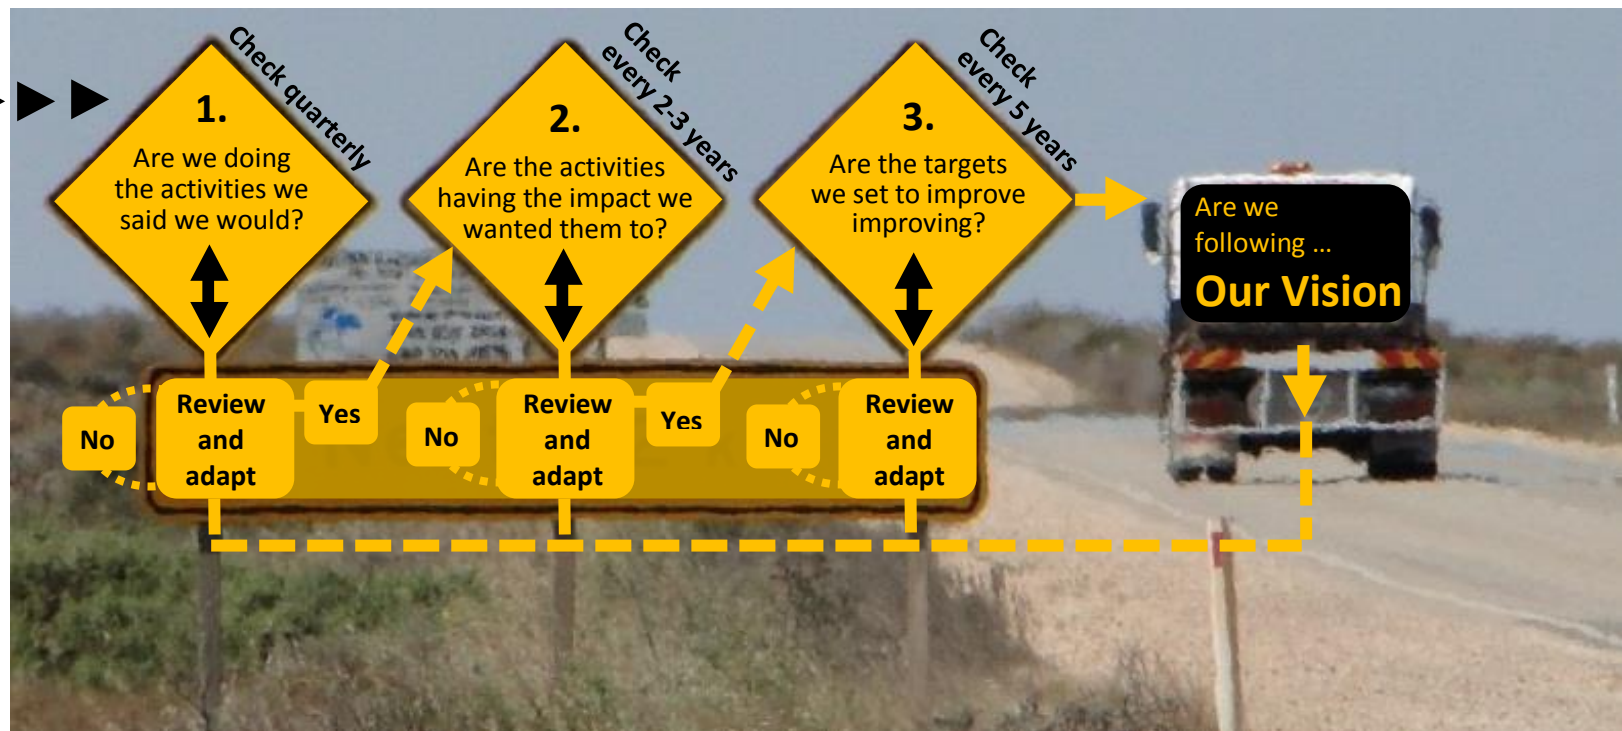 Check quarterly
1.
Are we doing
the activities we
said we would?
Check
every 2-3 years
2.
Are the activities
having the impact we
wanted them to?
Check
every 5 years
3.
Are the targets
we set to improve
improving?
Are we
following ...
Our Vision
No
Review
and
adapt
Yes
No
Review
and
adapt
Yes
No
Review
and
adapt